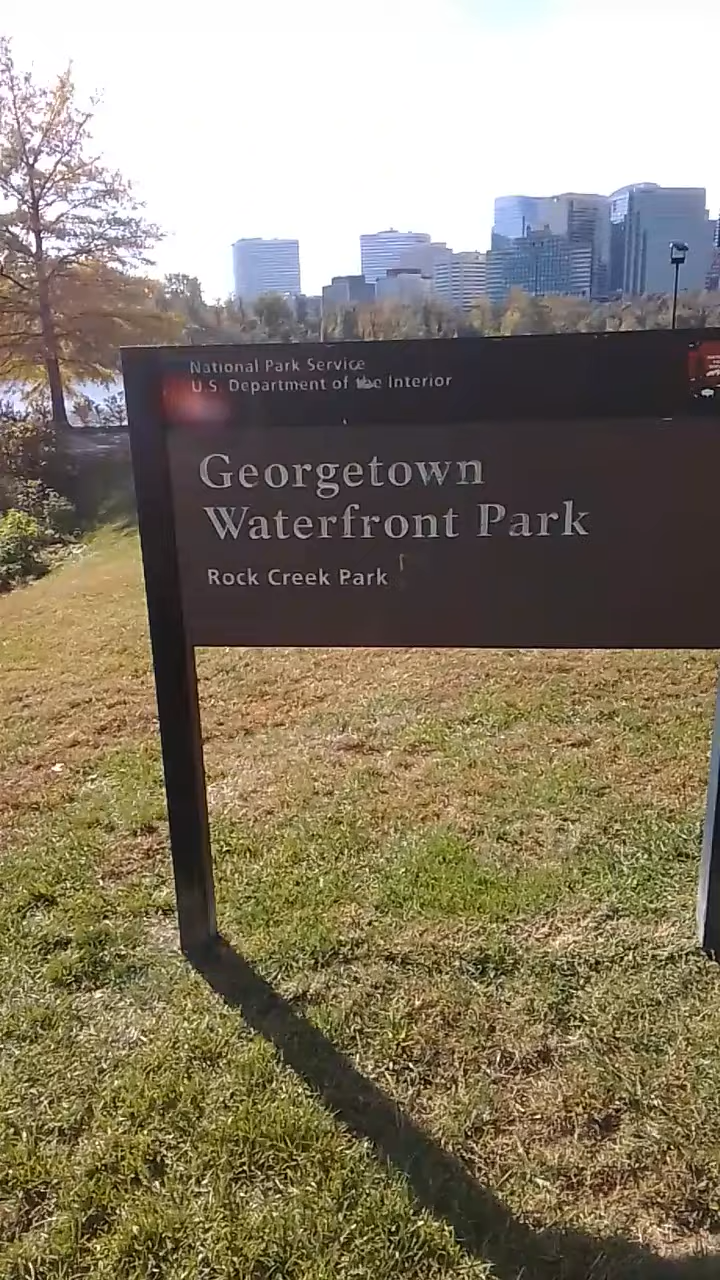 National Park Service
U.S. Department of the Interior
Georgetown
Waterfront Park
Rock Creek Park